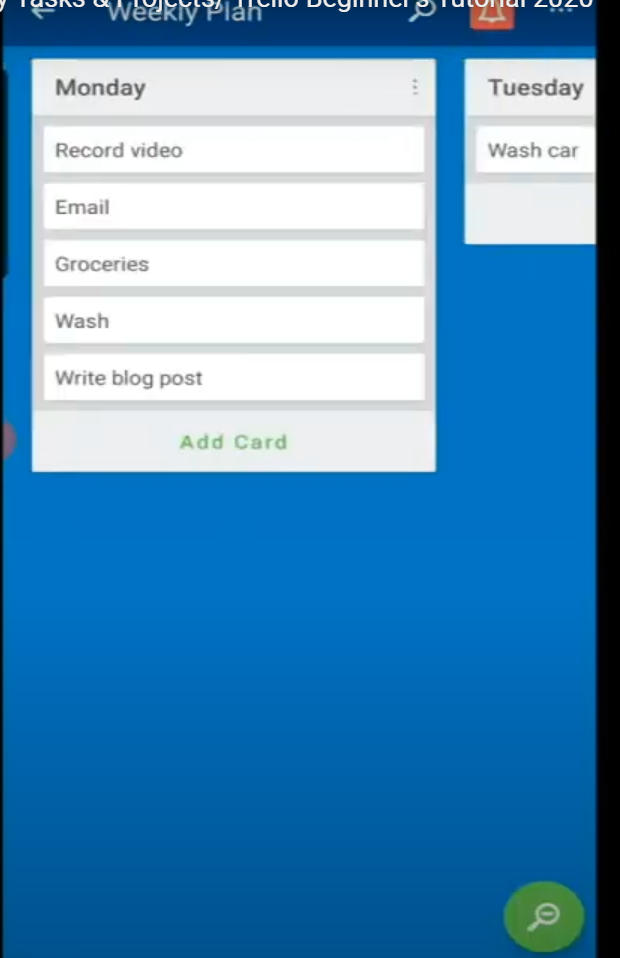 Tasks & Projects/ Trello Beginner's Tutorial 2020
Weekly Plan
Monday
Record video
Email
Groceries
Wash
Write blog post
Add Card
Tuesday
Wash car